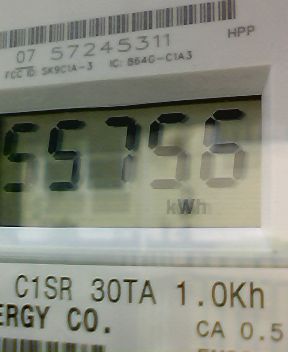 07 57245311
HPP
FCC ID: SK9C1A-3 IC: 864G-C1A3
55756
kWh
C1SR 30TA 1.0Kh
ERGY CO.
CA 0.5